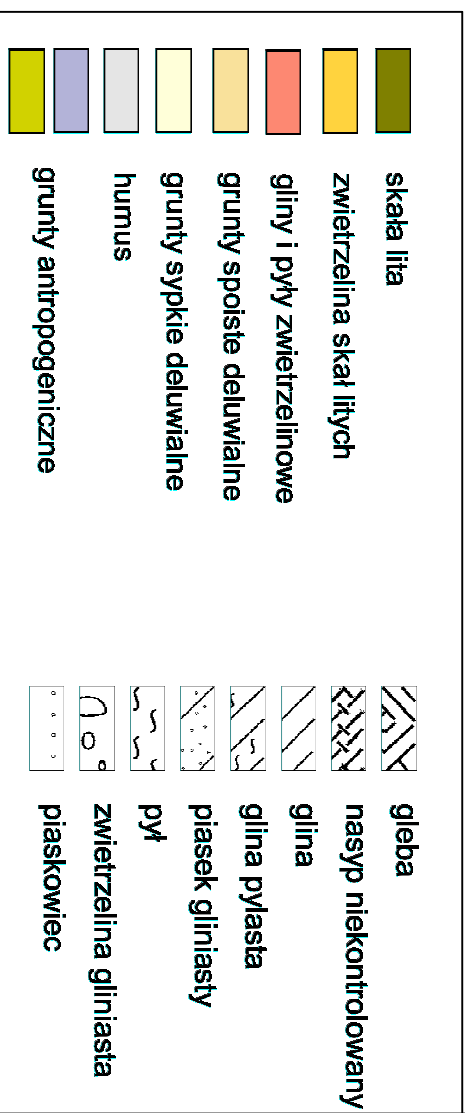 skała lita
zwietrzelina skał litych
gliny i pyły zwietrzelinowe
grunty spoiste deluwialne
grunty sypkie deluwialne
humus
grunty antropogeniczne
gleba
nasyp niekontrolowany
glina
glina pylasta
piasek gliniasty
pył
zwietrzelina gliniasta
piaskowiec